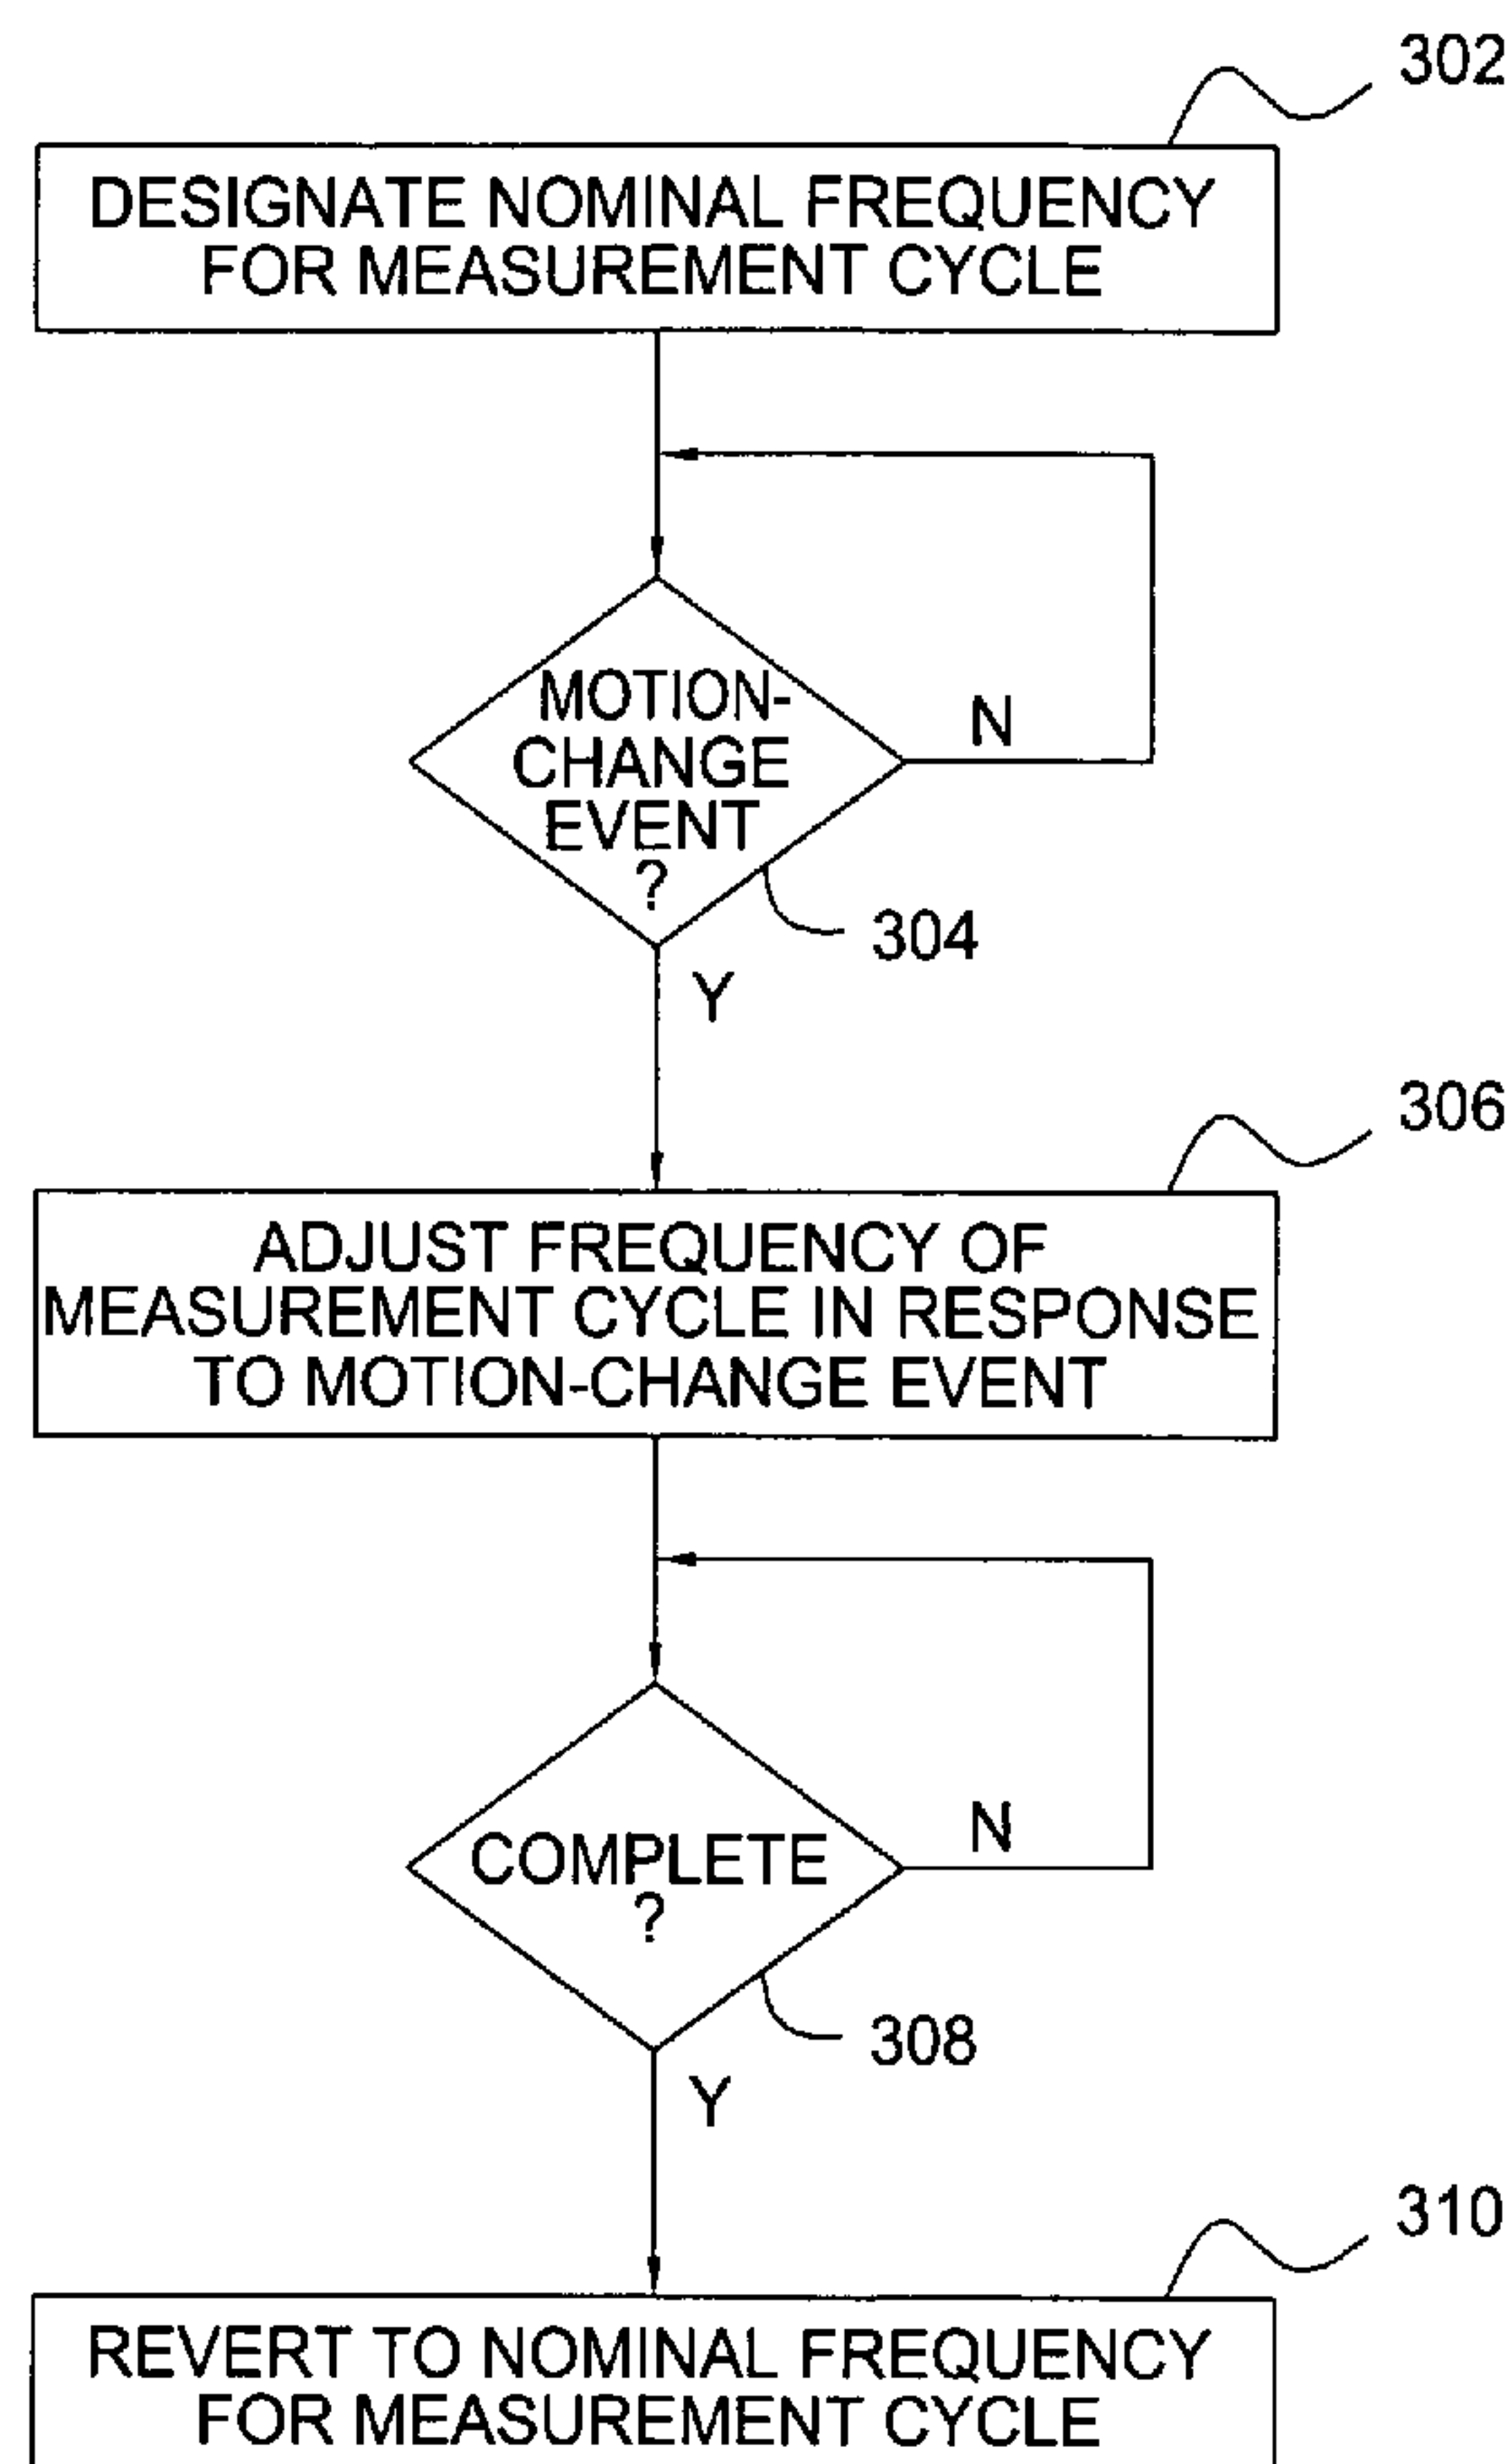 302
DESIGNATE NOMINAL FREQUENCY
FOR MEASUREMENT CYCLE
MOTION-
CHANGE
EVENT
?
N
304
Y
306
ADJUST FREQUENCY OF
MEASUREMENT CYCLE IN RESPONSE
TO MOTION-CHANGE EVENT
COMPLETE
?
N
308
Y
310
REVERT TO NOMINAL FREQUENCY
FOR MEASUREMENT CYCLE